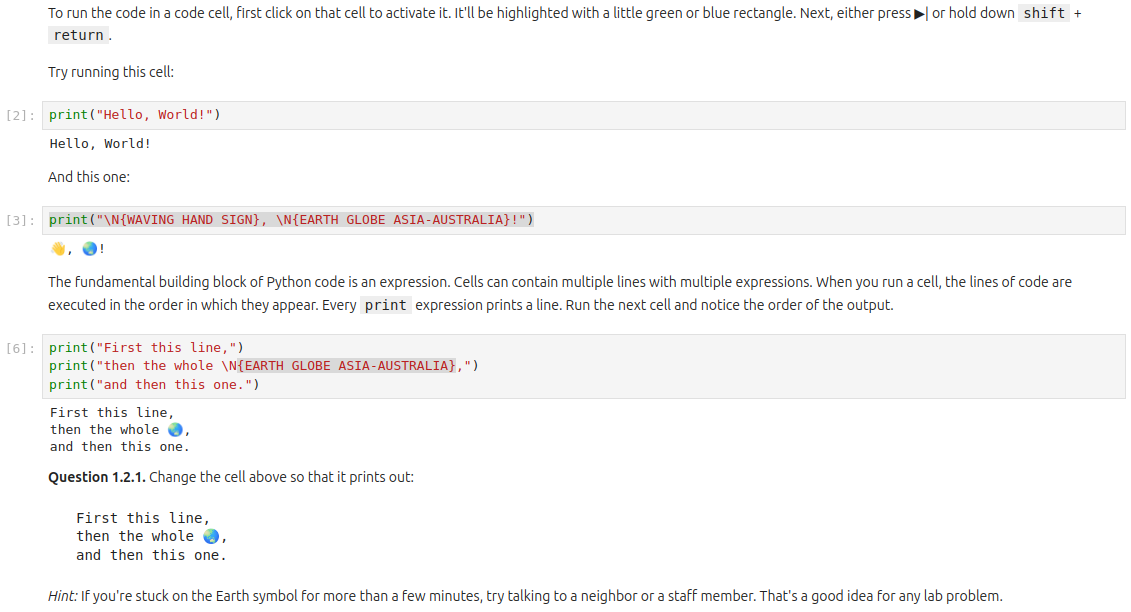 To run the code in a code cell, first click on that cell to activate it. It'll be highlighted with a little green or blue rectangle. Next, either press ▶| or hold down shift +
return.
Try running this cell:
[2]: print("Hello, World!")
Hello, World!
And this one:
[3]: print("\N{WAVING HAND SIGN}, \N{EARTH GLOBE ASIA-AUSTRALIA}!")
👋, 🌏!
The fundamental building block of Python code is an expression. Cells can contain multiple lines with multiple expressions. When you run a cell, the lines of code are
executed in the order in which they appear. Every print expression prints a line. Run the next cell and notice the order of the output.
[6]: print("First this line,")
print("then the whole \N{EARTH GLOBE ASIA-AUSTRALIA},")
print("and then this one.")
First this line,
then the whole 🌏,
and then this one.
Question 1.2.1. Change the cell above so that it prints out:
First this line,
then the whole 🌏,
and then this one.
Hint: If you're stuck on the Earth symbol for more than a few minutes, try talking to a neighbor or a staff member. That's a good idea for any lab problem.